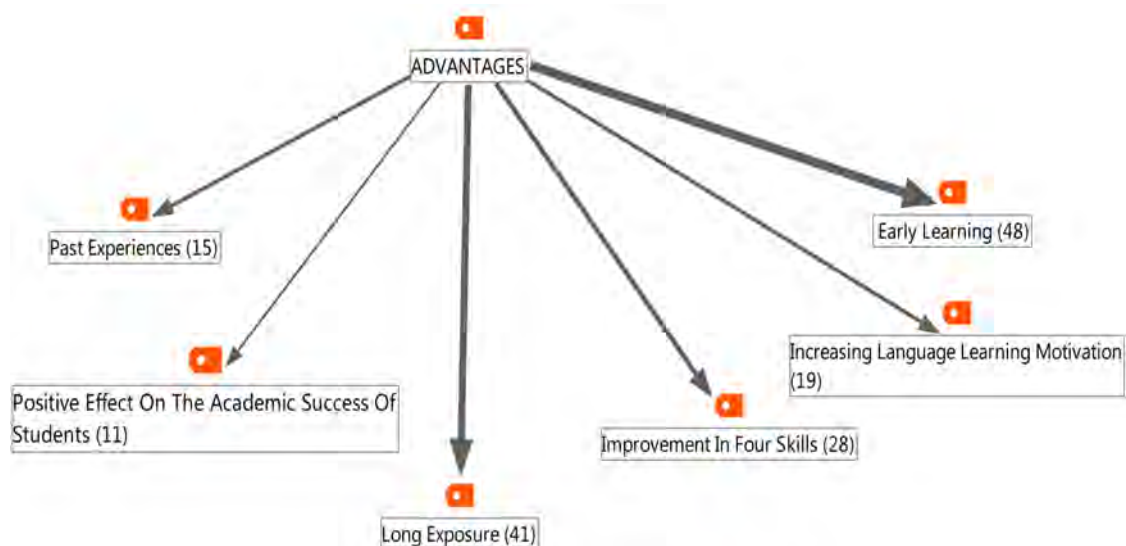 ADVANTAGES
Past Experiences (15)
Early Learning (48)
Increasing Language Learning Motivation
(19)
Positive Effect On The Academic Success Of
Students (11)
Improvement In Four Skills (28)
Long Exposure (41)